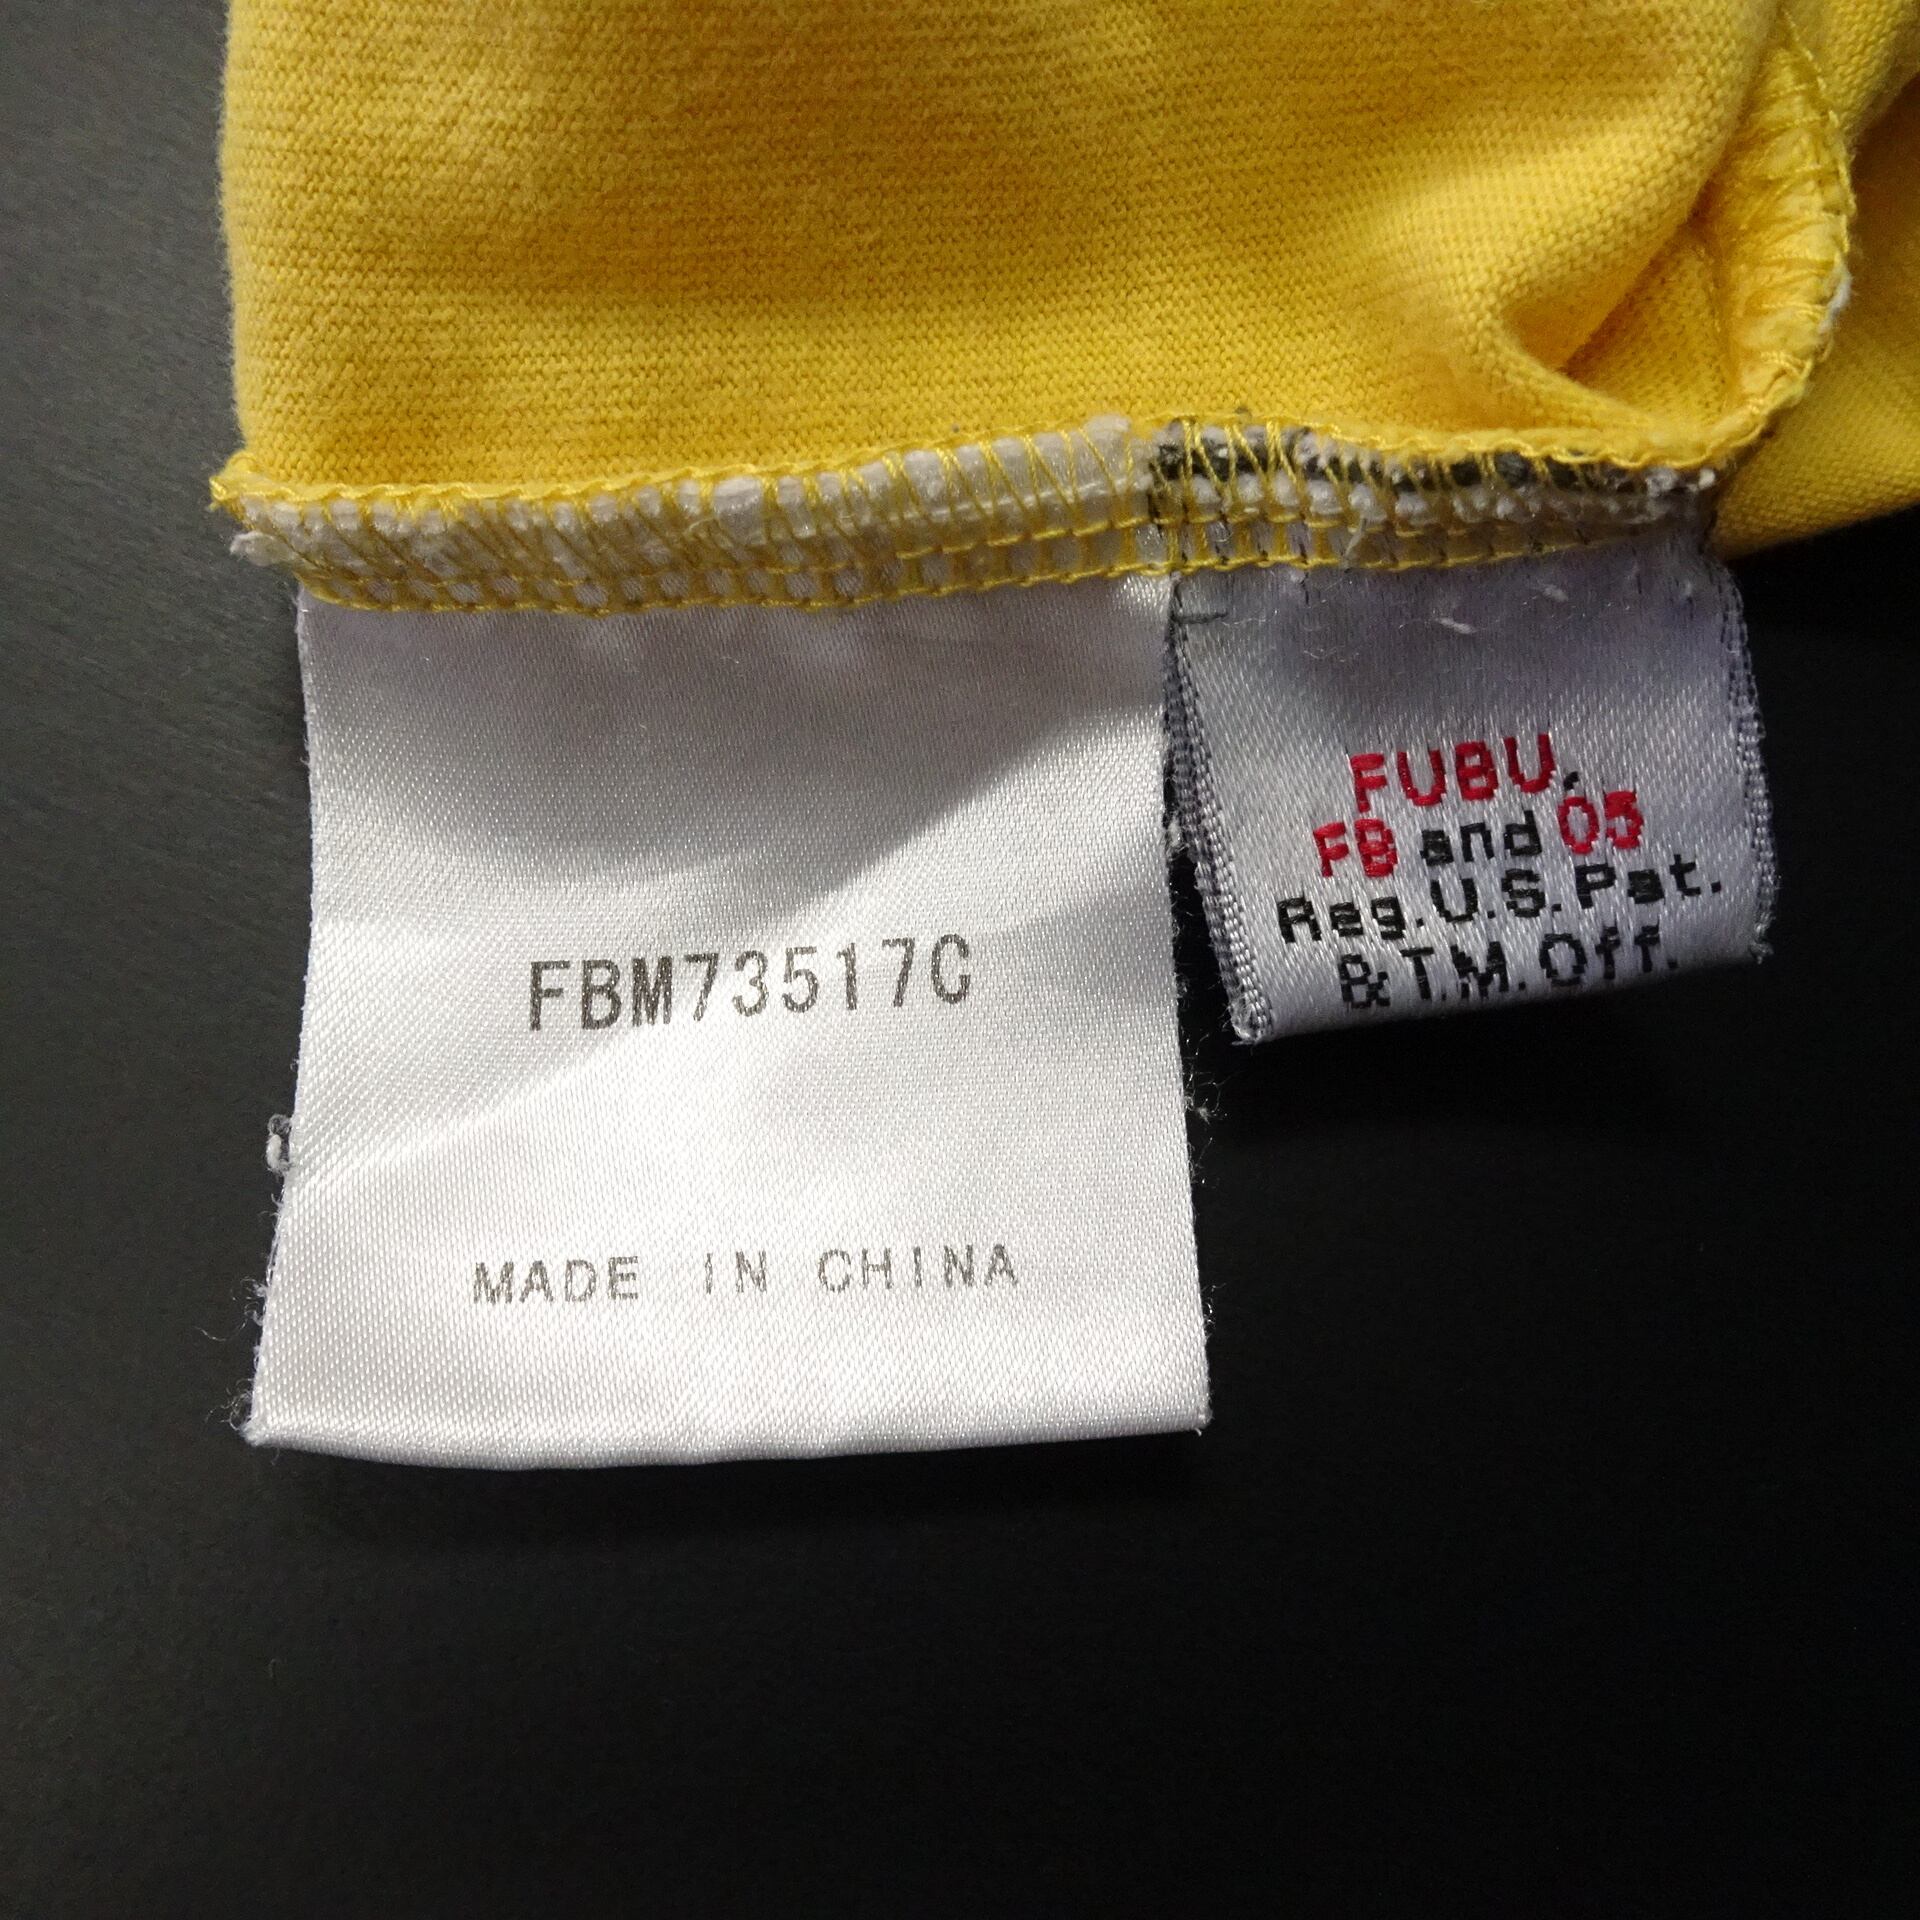 FBM73517C
MADE IN CHINA
FUBU,
FB and 05
Reg.U.S.Pat.
& T.M. Off.